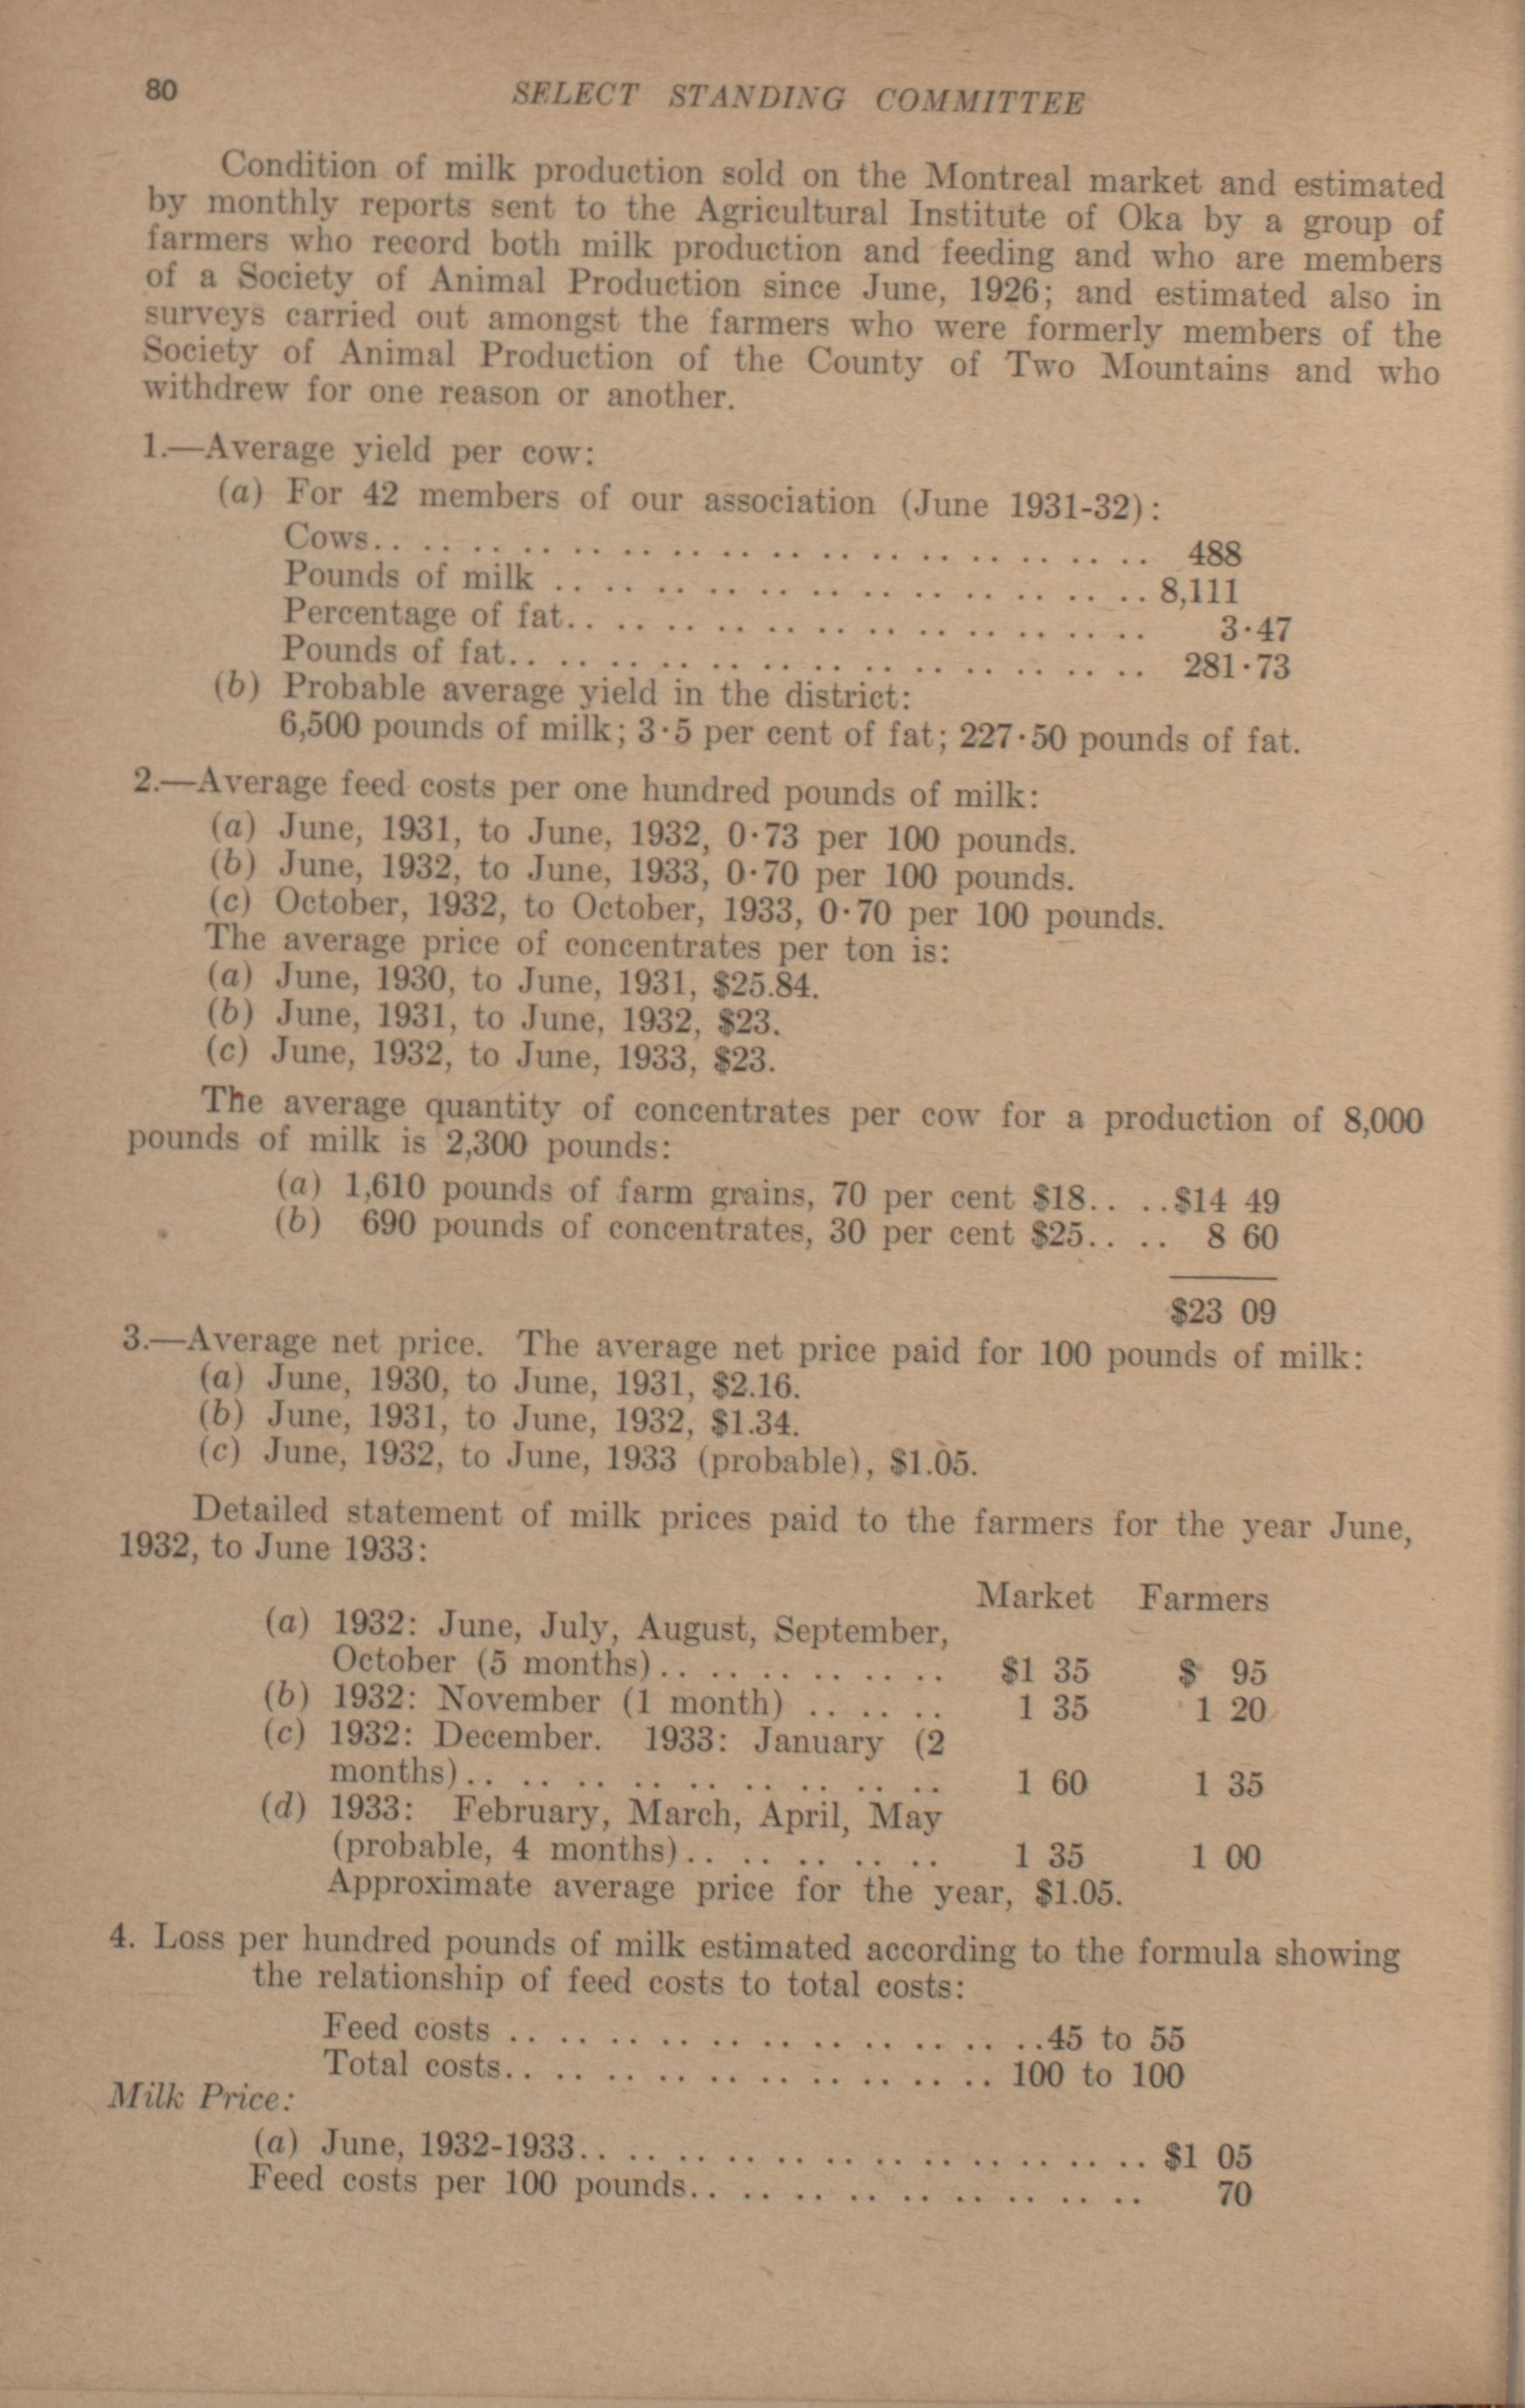 80 SELECT STANDING COMMITTEE
Condition of milk production sold on the Montreal market and estimated
by monthly reports sent to the Agricultural Institute of Oka by a group of
farmers who record both milk production and feeding and who are members
of a Society of Animal Production since June, 1926; and estimated also in
surveys carried out amongst the farmers who were formerly members of the
Society of Animal Production of the County of Two Mountains and who
withdrew for one reason or another.
1.—Average yield per cow:
(a) For 42 members of our association (June 1931-32):
Cows.. .. .. .. .. .. .. .. .. .. .. .. .. .. .. .. 488
Pounds of milk .. .. .. .. .. .. .. .. .. .. .. .. 8,111
Percentage of fat.. .. .. .. .. .. .. .. .. .. .. .. 3·47
Pounds of fat.. .. .. .. .. .. .. .. .. .. .. .. .. 281·73
(b) Probable average yield in the district:
6,500 pounds of milk; 3·5 per cent of fat; 227·50 pounds of fat.
2.—Average feed costs per one hundred pounds of milk:
(a) June, 1931, to June, 1932, 0·73 per 100 pounds.
(b) June, 1932, to June, 1933, 0·70 per 100 pounds.
(c) October, 1932, to October, 1933, 0·70 per 100 pounds.
The average price of concentrates per ton is:
(a) June, 1930, to June, 1931, $25.84.
(b) June, 1931, to June, 1932, $23.
(c) June, 1932, to June, 1933, $23.
The average quantity of concentrates per cow for a production of 8,000
pounds of milk is 2,300 pounds:
(a) 1,610 pounds of farm grains, 70 per cent $18.. .. $14 49
(b) 690 pounds of concentrates, 30 per cent $25.. .. 8 60
$23 09
3.—Average net price. The average net price paid for 100 pounds of milk:
(a) June, 1930, to June, 1931, $2.16.
(b) June, 1931, to June, 1932, $1.34.
(c) June, 1932, to June, 1933 (probable), $1.05.
Detailed statement of milk prices paid to the farmers for the year June,
1932, to June 1933:
Market Farmers
(a) 1932: June, July, August, September,
October (5 months).. .. .. .. .. .. $1 35 $ 95
(b) 1932: November (1 month) .. .. .. 1 35 1 20
(c) 1932: December. 1933: January (2
months).. .. .. .. .. .. .. .. .. 1 60 1 35
(d) 1933: February, March, April, May
(probable, 4 months).. .. .. .. .. 1 35 1 00
Approximate average price for the year, $1.05.
4. Loss per hundred pounds of milk estimated according to the formula showing
the relationship of feed costs to total costs:
Feed costs .. .. .. .. .. .. .. .. .. .. ..45 to 55
Total costs.. .. .. .. .. .. .. .. .. .. 100 to 100
Milk Price:
(a) June, 1932-1933.. .. .. .. .. .. .. .. .. .. .. .. $1 05
Feed costs per 100 pounds.. .. .. .. .. .. .. .. .. 70